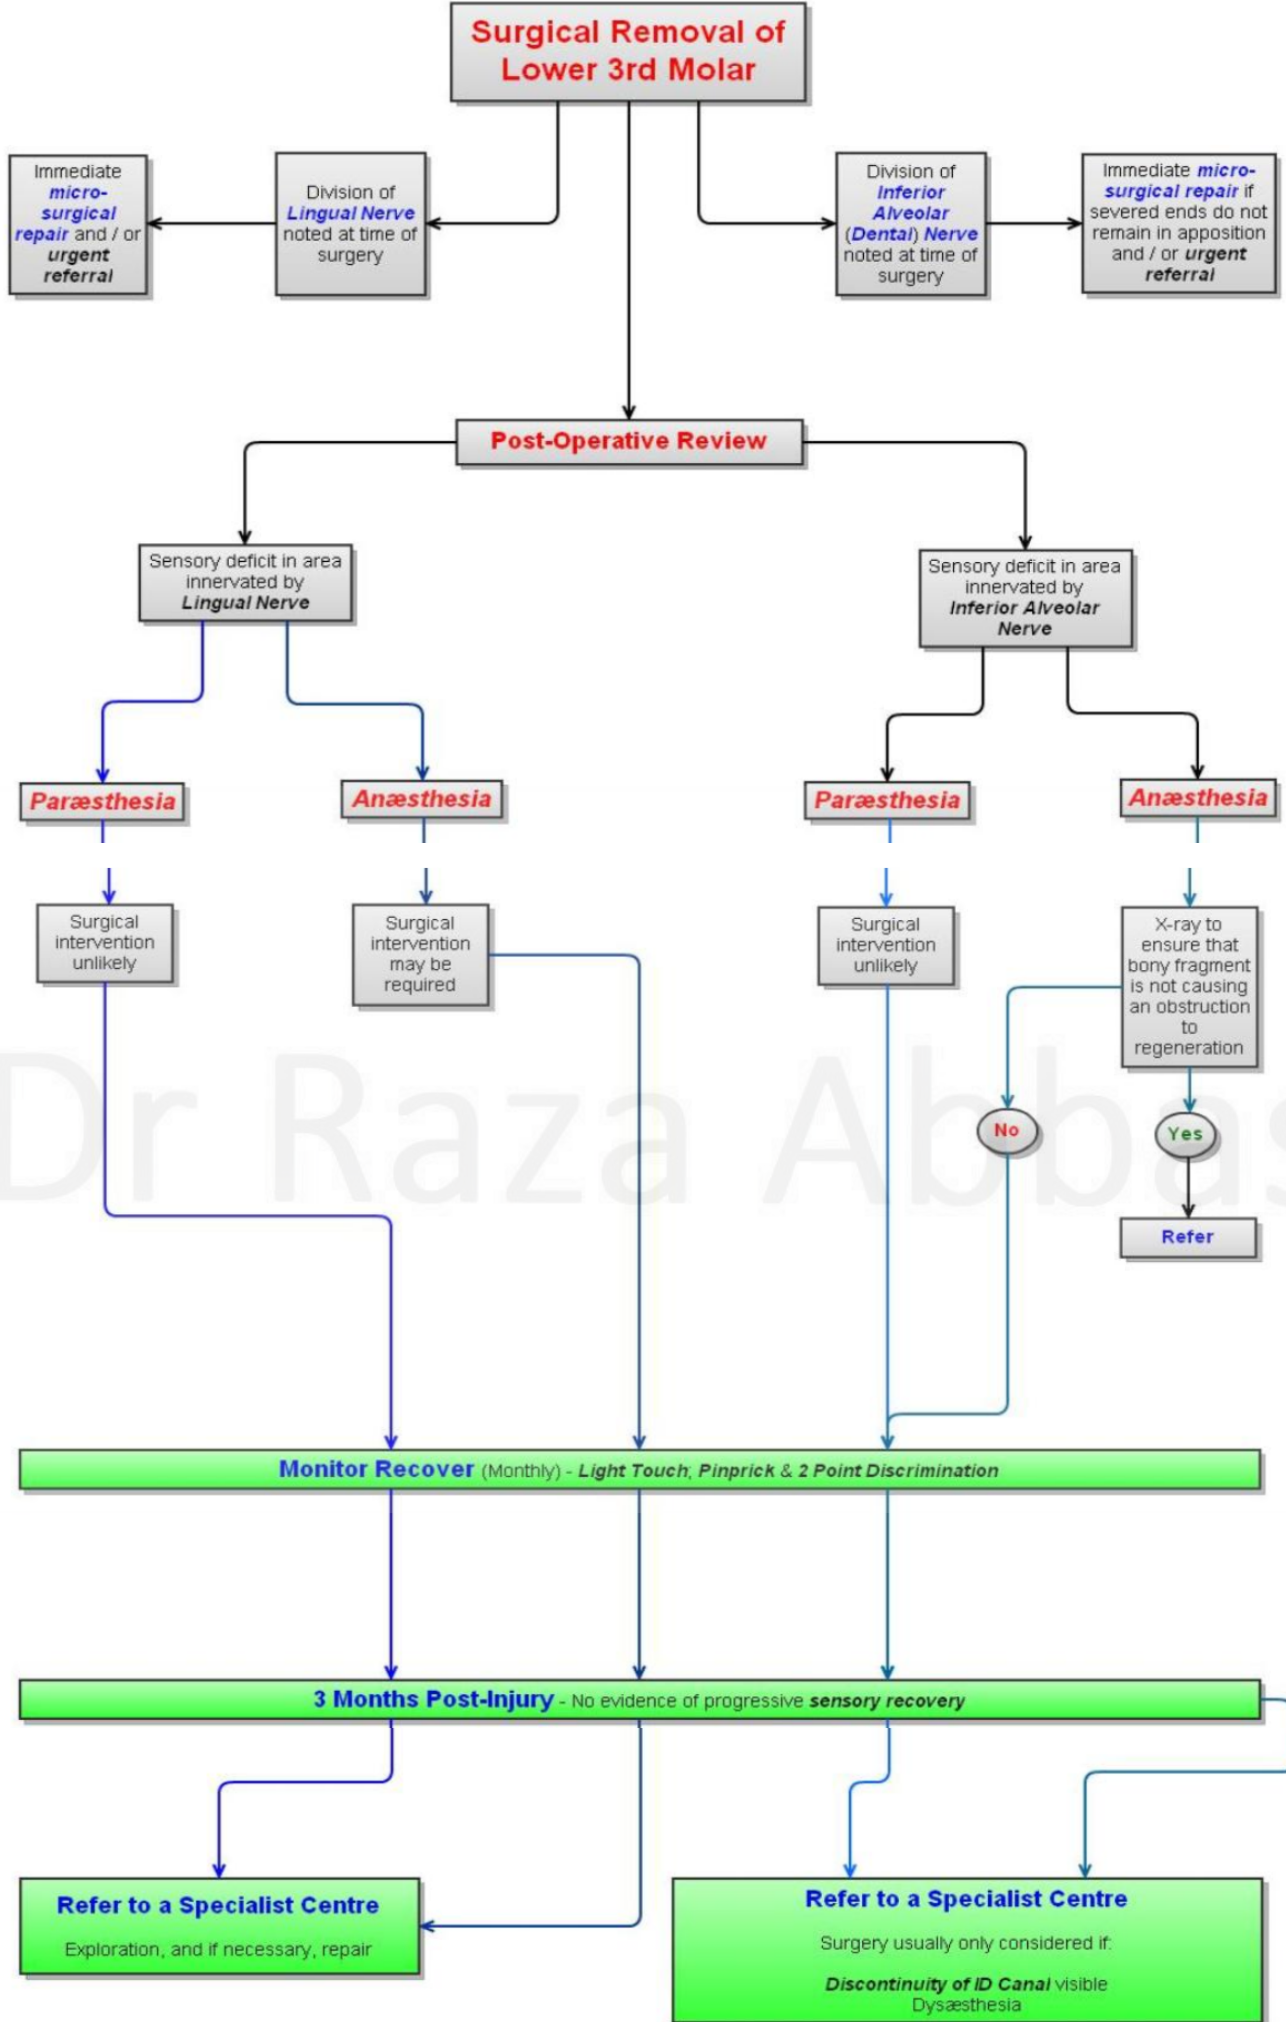 Surgical Removal of
Lower 3rd Molar
Immediate
micro-
surgical
repair and / or
urgent
referral
Division of
Lingual Nerve
noted at time of
surgery
Division of
Inferior
Alveolar
(Dental) Nerve
noted at time of
surgery
Immediate micro-
surgical repair if
severed ends do not
remain in apposition
and / or urgent
referral
Post-Operative Review
Sensory deficit in area
innervated by
Lingual Nerve
Sensory deficit in area
innervated by
Inferior Alveolar
Nerve
Paræsthesia
Anæsthesia
Paræsthesia
Anæsthesia
Surgical
intervention
unlikely
Surgical
intervention
may be
required
Surgical
intervention
unlikely
X-ray to
ensure that
bony fragment
is not causing
an obstruction
to
regeneration
Dr Raza Abbas
No
Yes
Refer
Monitor Recover (Monthly) - Light Touch; Pinprick & 2 Point Discrimination
3 Months Post-Injury - No evidence of progressive sensory recovery
Refer to a Specialist Centre
Exploration, and if necessary, repair
Refer to a Specialist Centre
Surgery usually only considered if:
Discontinuity of ID Canal visible
Dysæsthesia